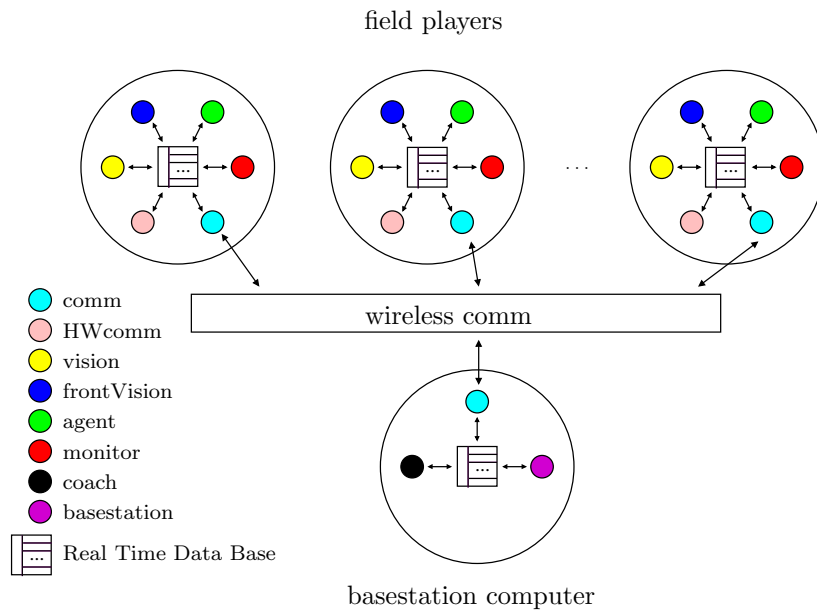 field players
...
...
...
. . .
wireless comm
comm
HWcomm
vision
frontVision
agent
monitor
coach
basestation
...
Real Time Data Base
...
basestation computer